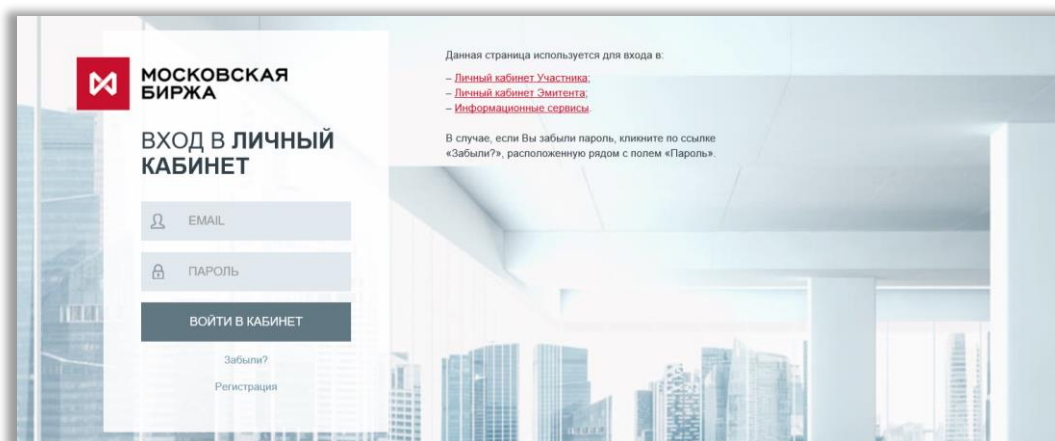 МОСКОВСКАЯ
БИРЖА
ВХОД В ЛИЧНЫЙ
КАБИНЕТ
EMAIL
ПАРОЛЬ
ВОЙТИ В КАБИНЕТ
Забыли?
Регистрация
Данная страница используется для входа в:
– Личный кабинет Участника;
– Личный кабинет Эмитента;
– Информационные сервисы.
В случае, если Вы забыли пароль, кликните по ссылке
«Забыли?», расположенную рядом с полем «Пароль».